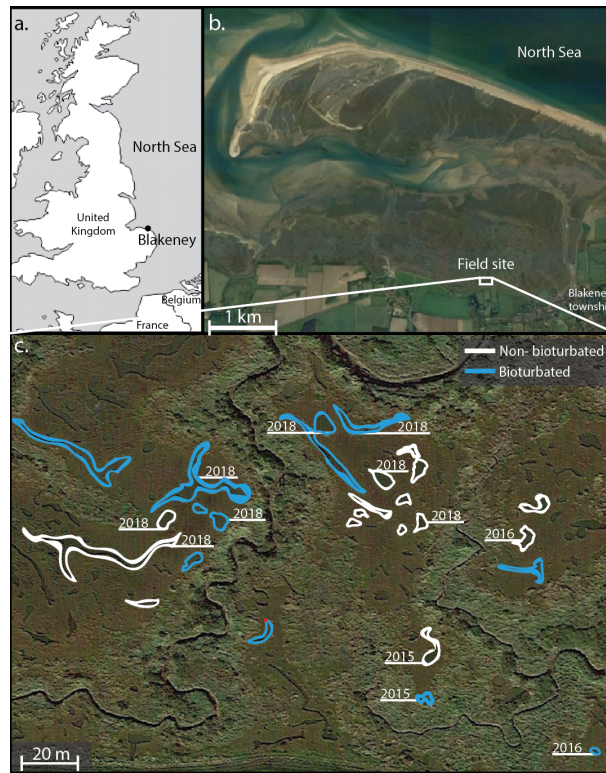 a.
North Sea
United
Kingdom
Blakeney
Belgium
France
b.
North Sea
Field site
Blakeney
township
1 km
c.
Non- bioturbated
Bioturbated
2018
2018
2018
2018
2018
2018
2018
2018
2016
2015
2015
2016
20 m